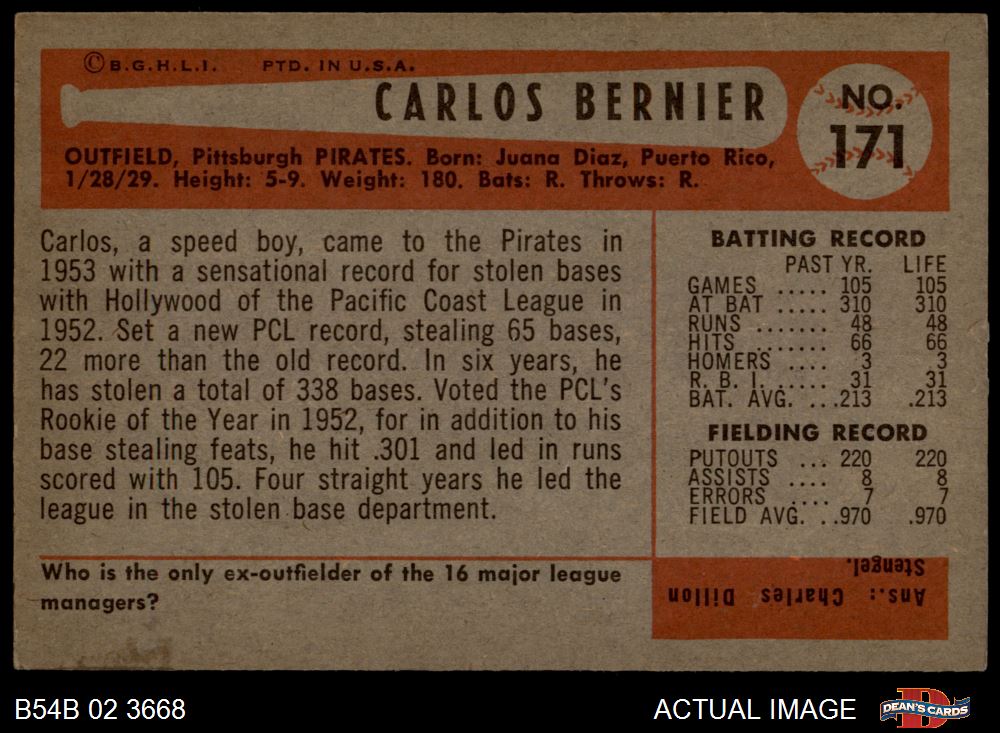 © B.G.H.L.I. PTD. IN U.S.A.
CARLOS BERNIER
NO.
171
OUTFIELD, Pittsburgh PIRATES. Born: Juana Diaz, Puerto Rico,
1/28/29. Height: 5-9. Weight: 180. Bats: R. Throws: R.
Carlos, a speed boy, came to the Pirates in
1953 with a sensational record for stolen bases
with Hollywood of the Pacific Coast League in
1952. Set a new PCL record, stealing 65 bases,
22 more than the old record. In six years, he
has stolen a total of 338 bases. Voted the PCL's
Rookie of the Year in 1952, for in addition to his
base stealing feats, he hit .301 and led in runs
scored with 105. Four straight years he led the
league in the stolen base department.
BATTING RECORD
PAST YR. LIFE
GAMES ..... 105 105
AT BAT ..... 310 310
RUNS ....... 48 48
HITS ........ 66 66
HOMERS .... 3 3
R. B. I. ..... 31 31
BAT. AVG. ....213 .213
FIELDING RECORD
PUTOUTS ... 220 220
ASSISTS .... 8 8
ERRORS .... 7 7
FIELD AVG. ..970 .970
Who is the only ex-outfielder of the 16 major league
managers?
Ans.: Charles Dillon
Stengel.
B54B 02 3668
ACTUAL IMAGE
D
DEAN'S CARDS